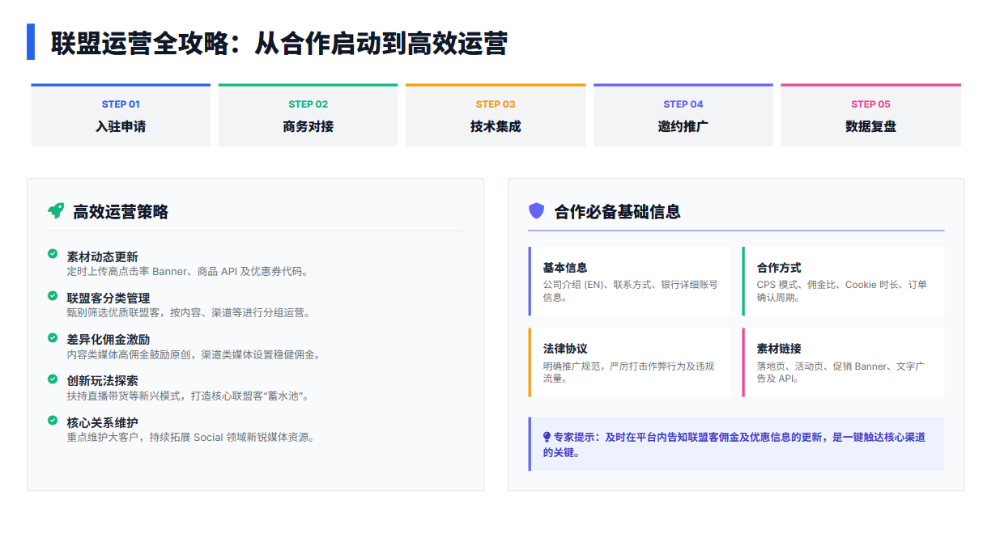 联盟运营全攻略：从合作启动到高效运营
STEP 01
入驻申请
STEP 02
商务对接
STEP 03
技术集成
STEP 04
邀约推广
STEP 05
数据复盘
高效运营策略
素材动态更新
定时上传高点击率 Banner、商品 API 及优惠券代码。
联盟客分类管理
甄别筛选优质联盟客，按内容、渠道等进行分组运营。
差异化佣金激励
内容类媒体高佣金鼓励原创，渠道类媒体设置稳健佣金。
创新玩法探索
扶持直播带货等新兴模式，打造核心联盟客“蓄水池”。
核心关系维护
重点维护大客户，持续拓展 Social 领域新锐媒体资源。
合作必备基础信息
基本信息
公司介绍 (EN)、联系方式、银行详细账号
信息。
合作方式
CPS 模式、佣金比、Cookie 时长、订单
确认周期。
法律协议
明确推广规范，严厉打击作弊行为及违规
流量。
素材链接
落地页、活动页、促销 Banner、文字广
告及 API。
专家提示：及时在平台内告知联盟客佣金及优惠信息的更新，是一键触达核心渠道
的关键。